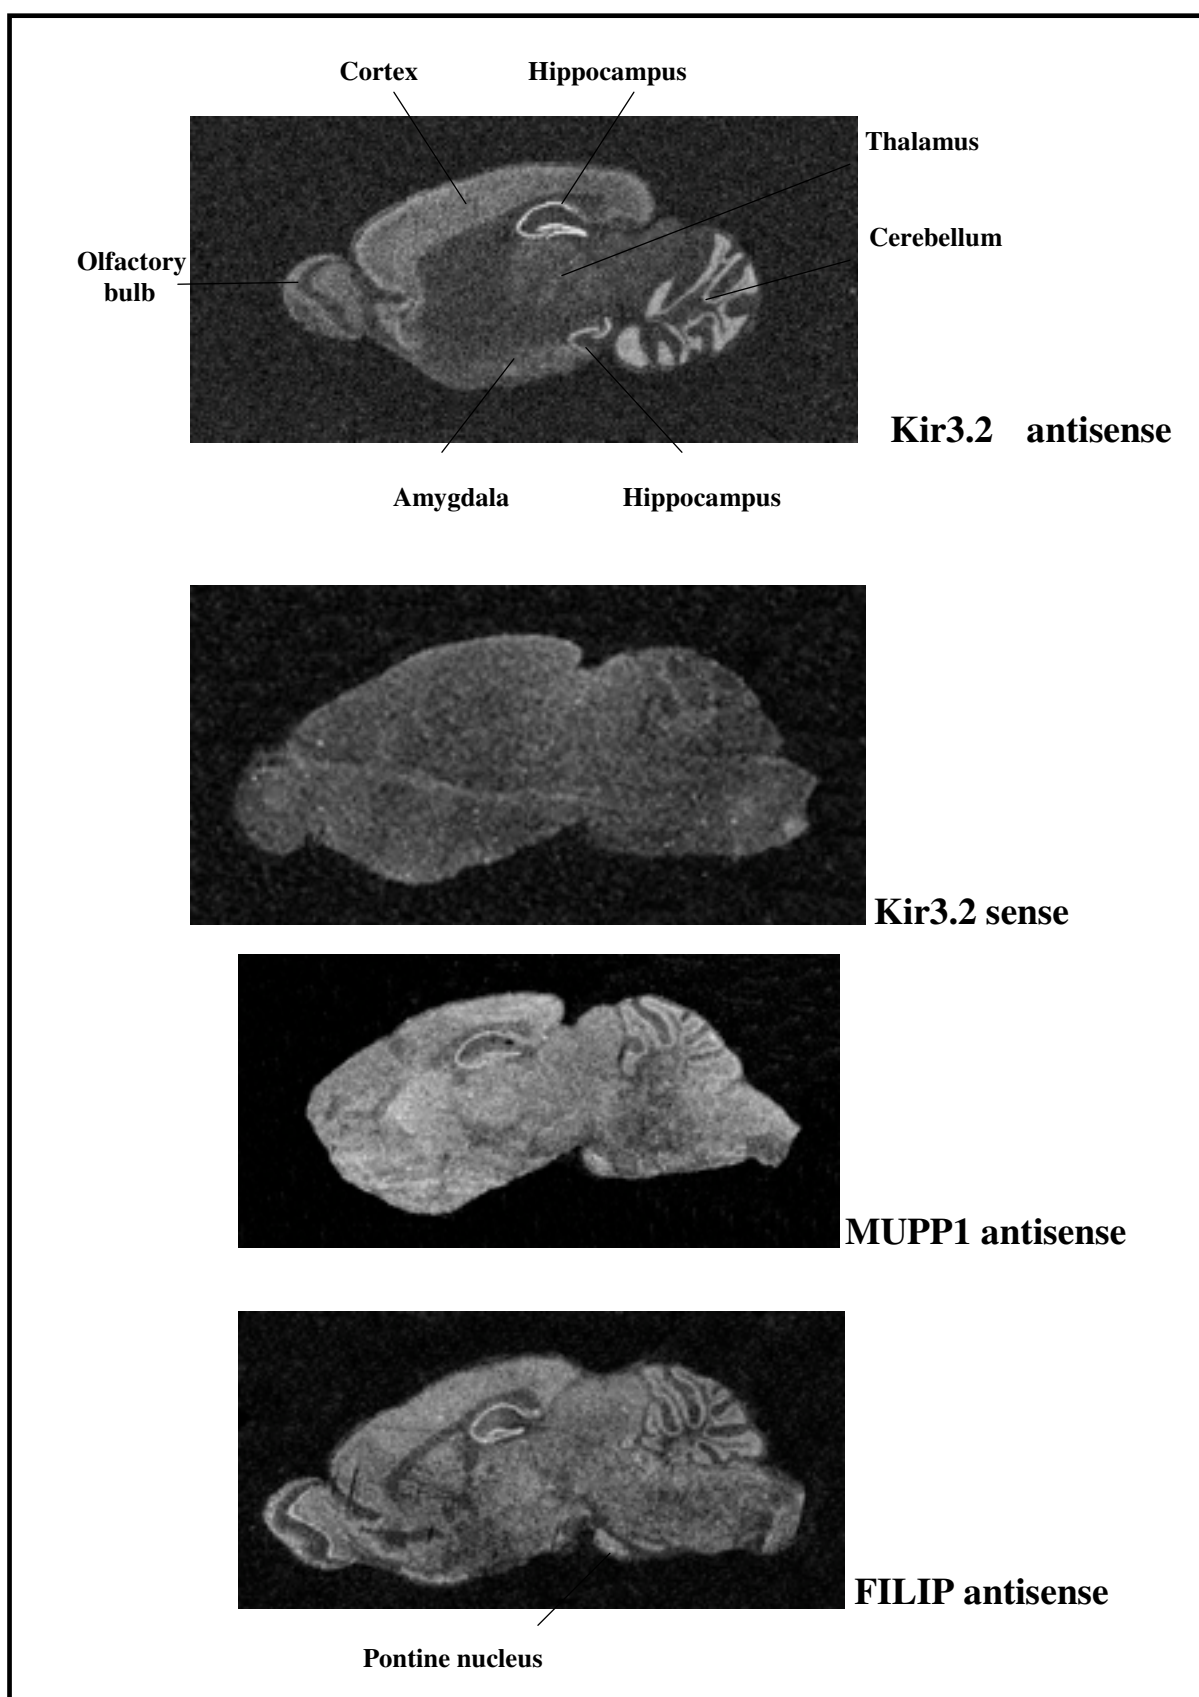 Cortex
Hippocampus
Thalamus
Cerebellum
Olfactory
bulb
Kir3.2 antisense
Amygdala
Hippocampus
Kir3.2 sense
MUPP1 antisense
FILIP antisense
Pontine nucleus